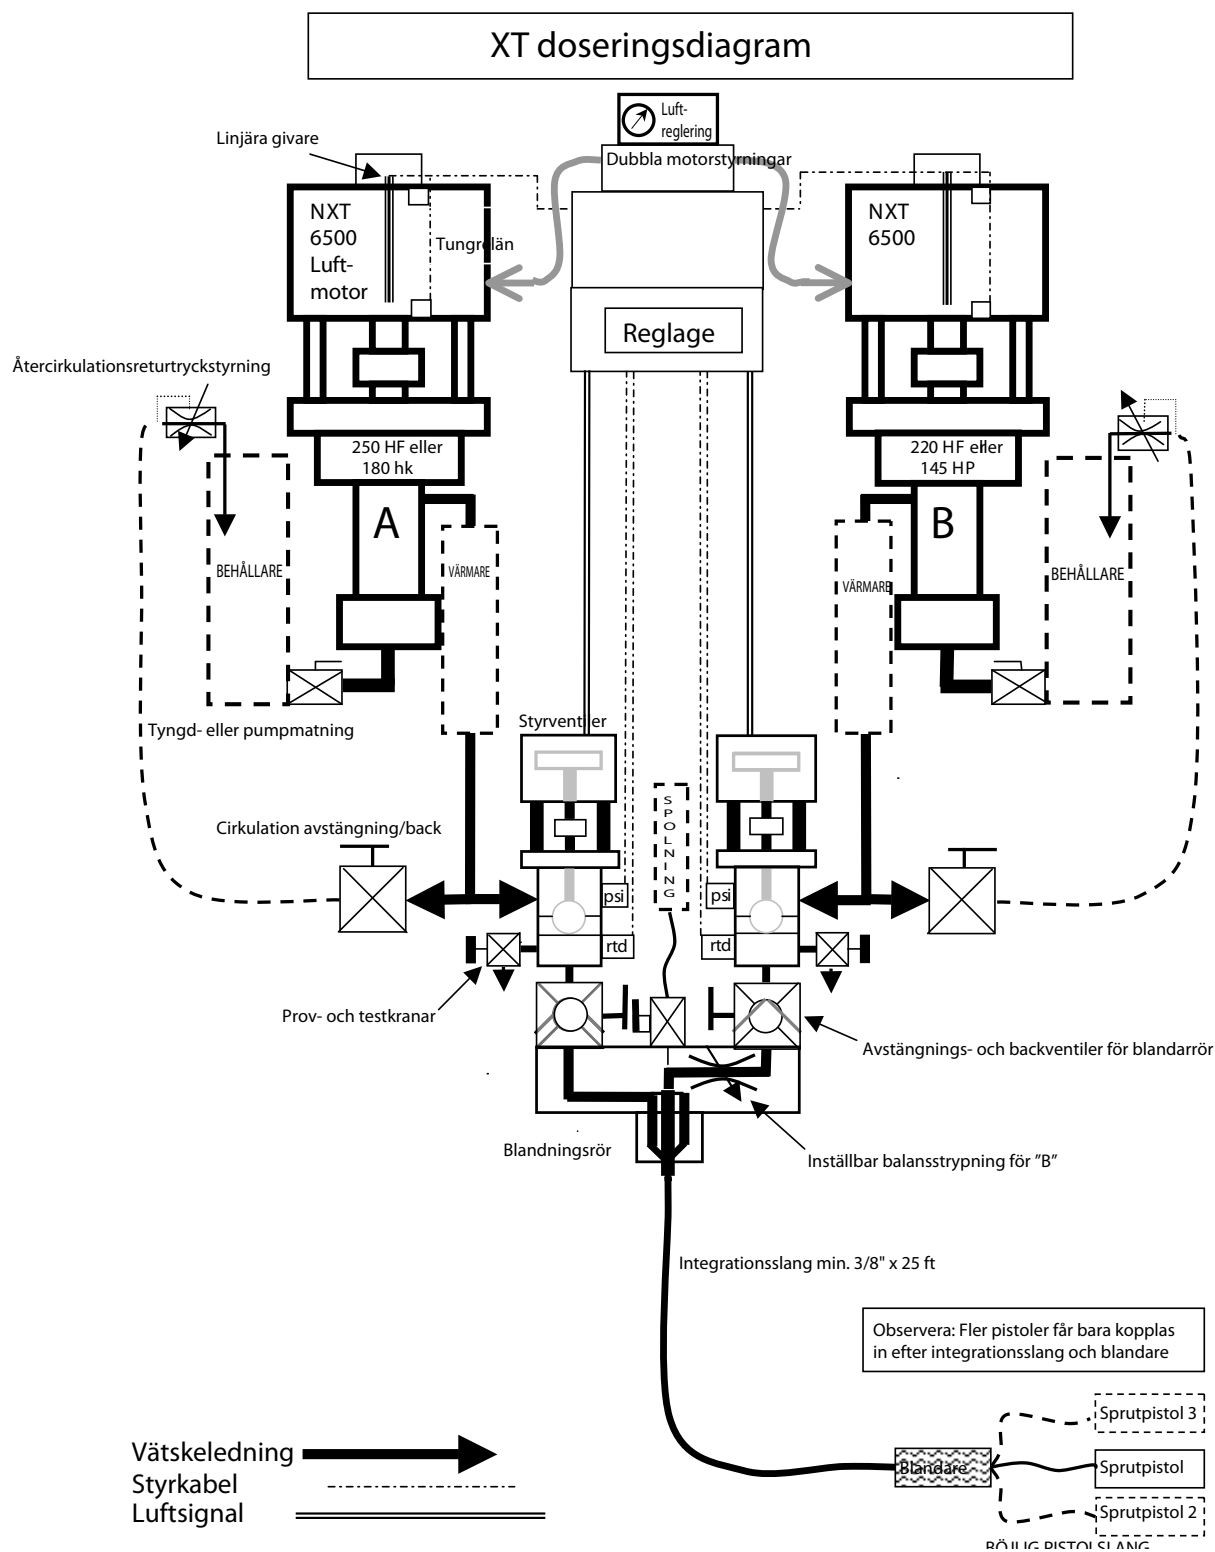 XT doseringsdiagram
Luft-
reglering
Linjära givare
Dubbla motorstyrningar
NXT
6500
Luft-
motor
Tungrelän
NXT
6500
Reglage
Återcirkulationsreturtryckstyrning
250 HF eller
180 hk
220 HF eller
145 HP
A
B
BEHÅLLARE
VÄRMARE
VÄRMARE
BEHÅLLARE
Tyngd- eller pumpmatning
Styrventiler
SPOLNING
Cirkulation avstängning/back
psi
psi
rtd
rtd
Prov- och testkranar
Avstängnings- och backventiler för blandarrör
Blandningsrör
Inställbar balansstrypning för ”B”
Integrationsslang min. 3/8" x 25 ft
Observera: Fler pistoler får bara kopplas
in efter integrationsslang och blandare
Sprutpistol 3
Vätskeledning
Blandare
Sprutpistol
Styrkabel
Luftsignal
Sprutpistol 2
BÖJLIG PISTOLSLANG